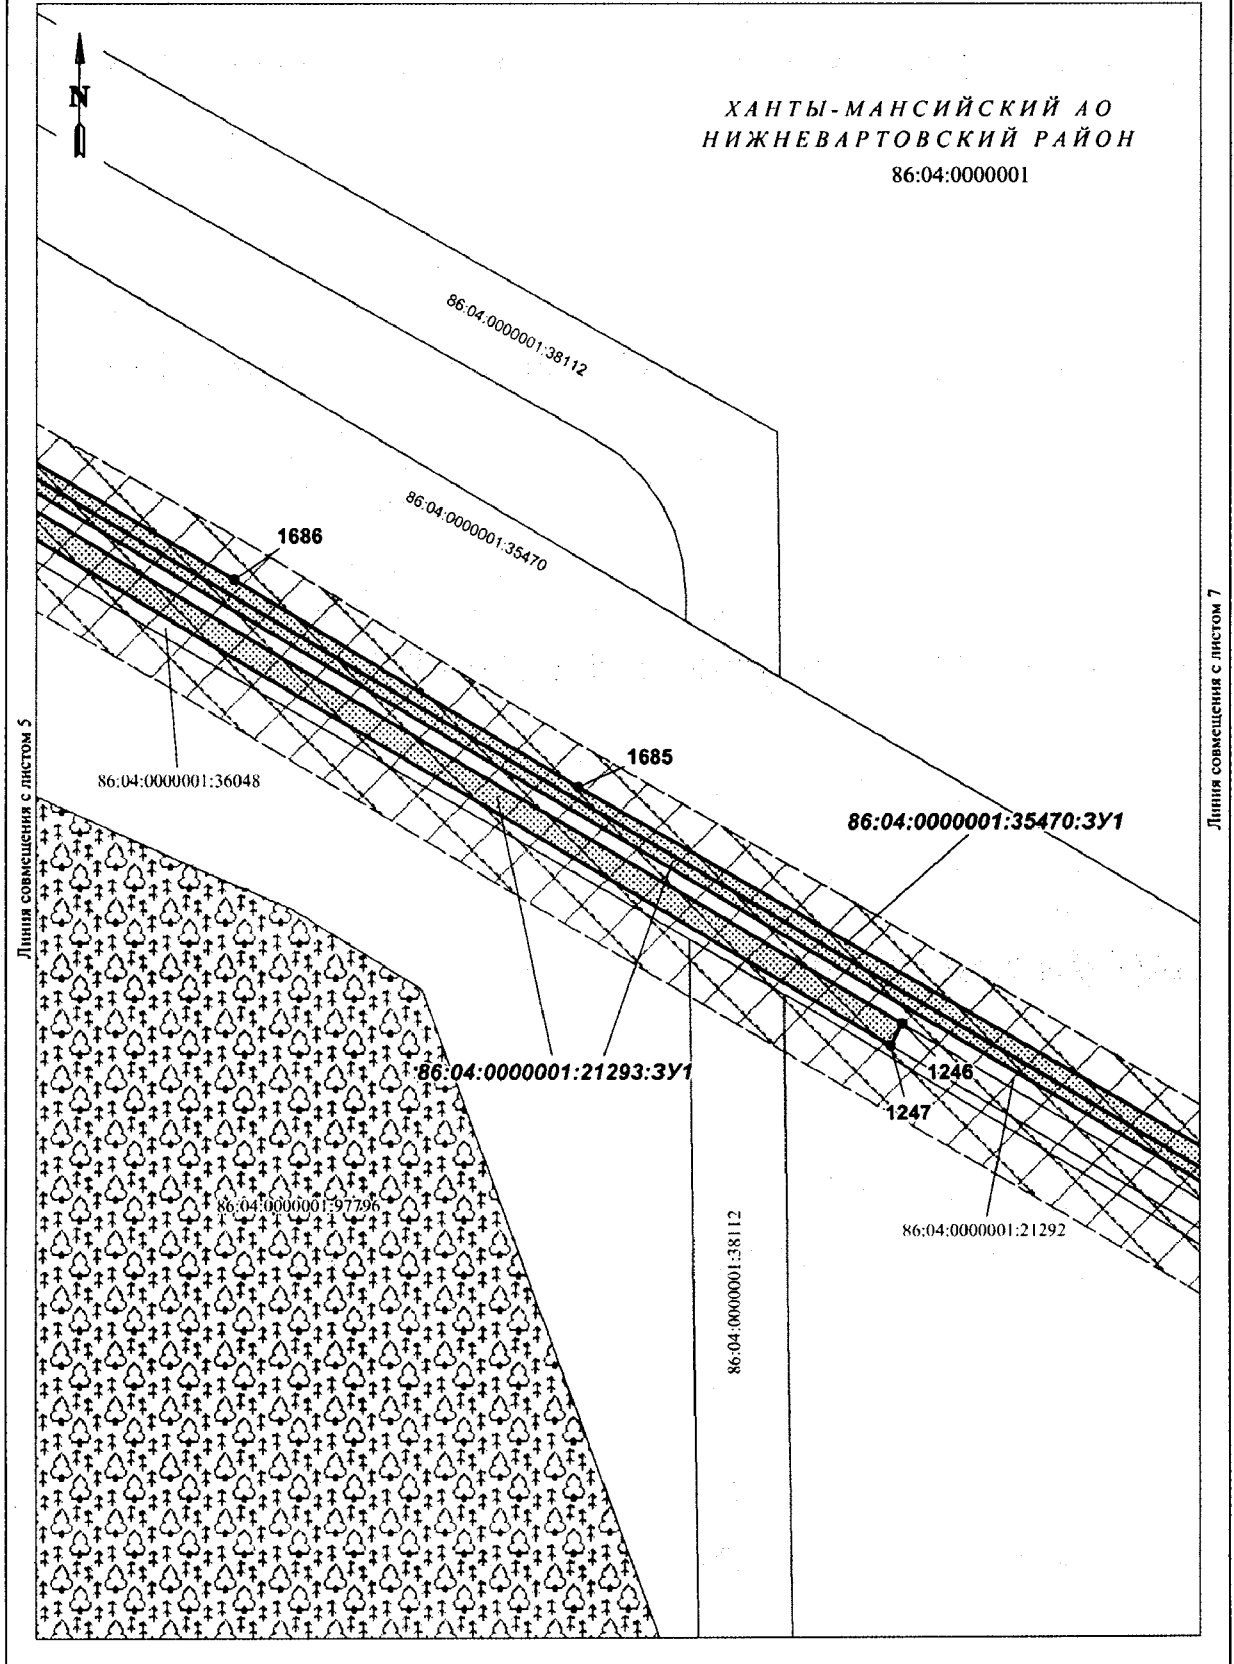 N
ХАНТЫ-МАНСИЙСКИЙ АО
НИЖНЕВАРТОВСКИЙ РАЙОН
86:04:0000001
86:04:0000001:38112
86:04:0000001:35470
1686
1685
86:04:0000001:36048
86:04:0000001:35470:ЗУ1
86:04:0000001:21293:ЗУ1
1246
1247
86:04:0000001:97796
86:04:0000001:21292
86:04:0000001:38112
Линия совмещения с листом 5
Линия совмещения с листом 7